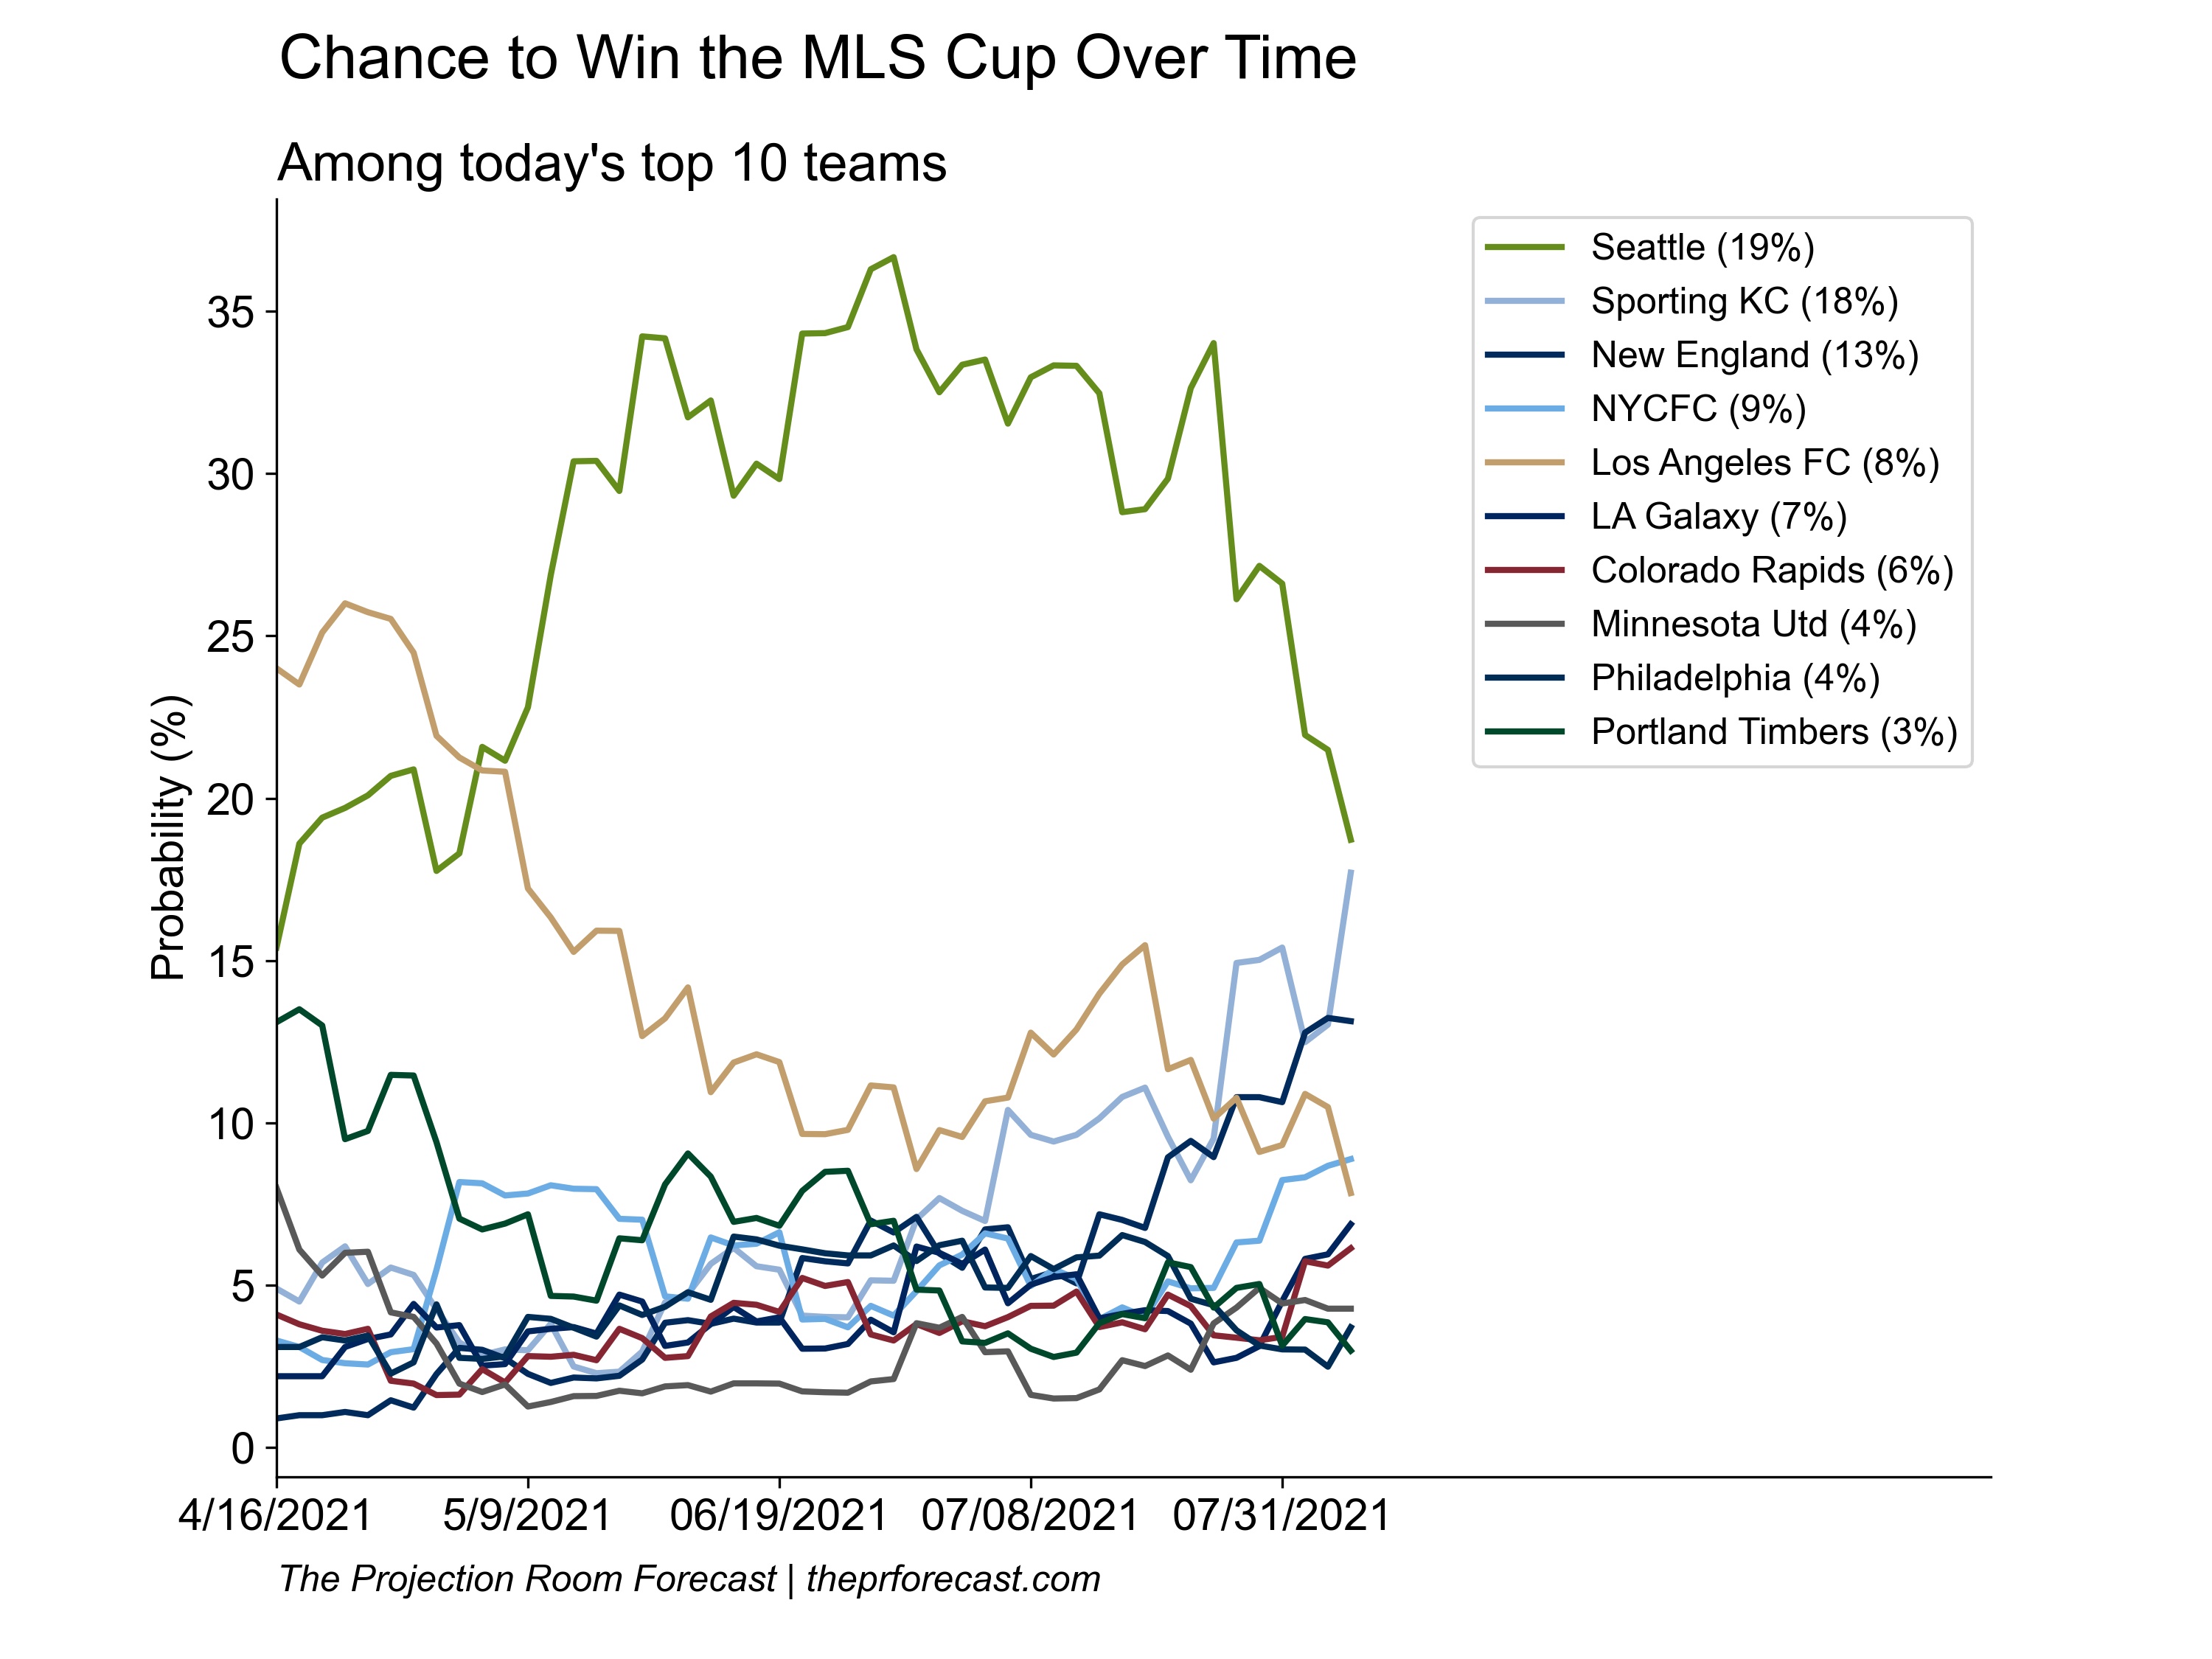 Chance to Win the MLS Cup Over Time
Among today's top 10 teams
Seattle (19%)
Sporting KC (18%)
New England (13%)
NYCFC (9%)
Los Angeles FC (8%)
LA Galaxy (7%)
Colorado Rapids (6%)
Minnesota Utd (4%)
Philadelphia (4%)
Portland Timbers (3%)
Probability (%)
35
30
25
20
15
10
5
0
4/16/2021 5/9/2021 06/19/2021 07/08/2021 07/31/2021
The Projection Room Forecast | theprforecast.com